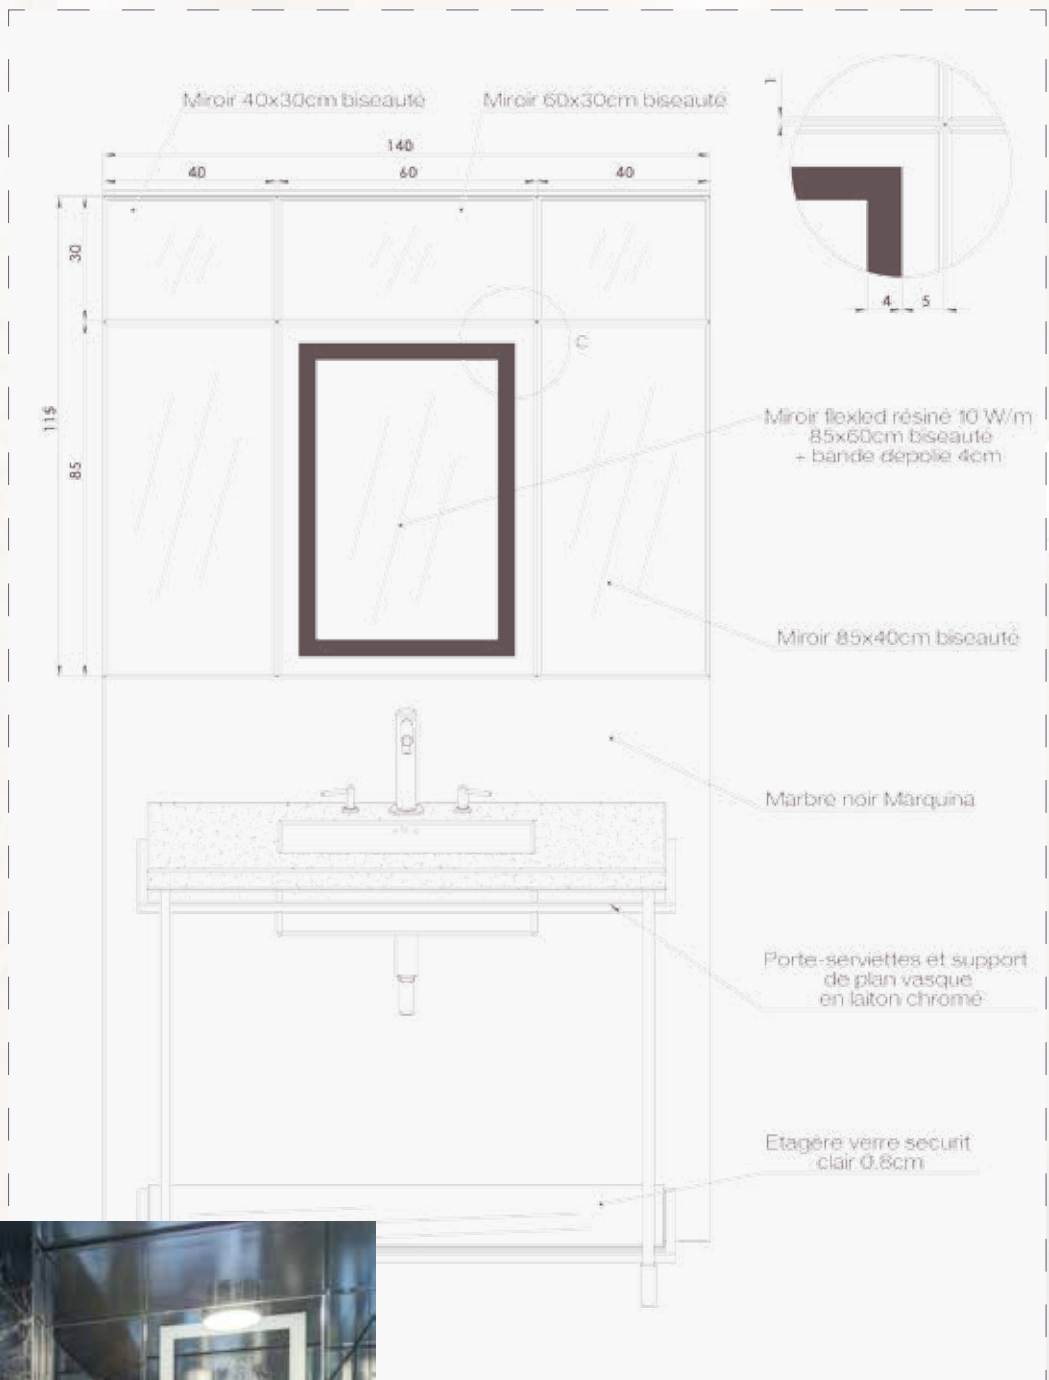 Miroir 40x30cm biseauté
Miroir 60x30cm biseauté
140
40
60
40
30
115
85
1
4
5
C
Miroir flexled résiné 10 W/m
85x60cm biseauté
+ bande dépolie 4cm
Miroir 85x40cm biseauté
Marbre noir Marquina
Porte-serviettes et support
de plan vasque
en laiton chromé
Etagère verre securit
clair 0.8cm